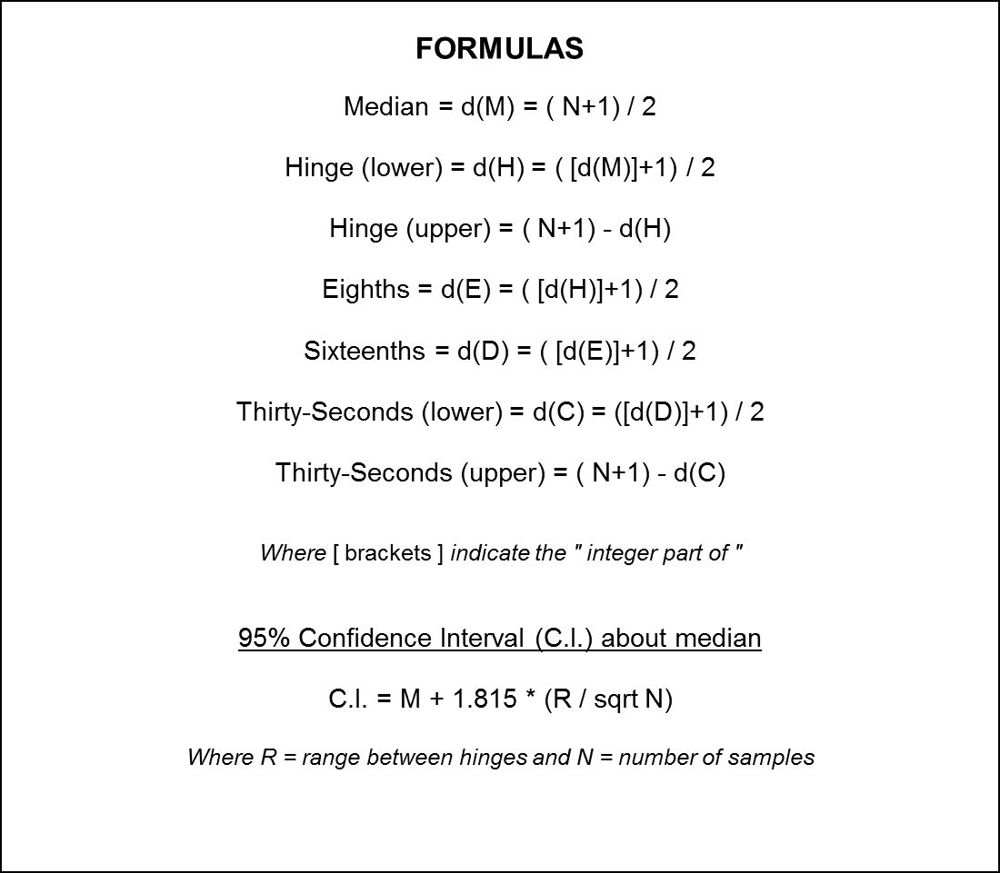 FORMULAS
Median = d(M) = ( N+1) / 2
Hinge (lower) = d(H) = ( [d(M)]+1) / 2
Hinge (upper) = ( N+1) - d(H)
Eighths = d(E) = ( [d(H)]+1) / 2
Sixteenths = d(D) = ( [d(E)]+1) / 2
Thirty-Seconds (lower) = d(C) = ([d(D)]+1) / 2
Thirty-Seconds (upper) = ( N+1) - d(C)
Where [ brackets ] indicate the " integer part of "
95% Confidence Interval (C.I.) about median
C.I. = M + 1.815 * (R / sqrt N)
Where R = range between hinges and N = number of samples